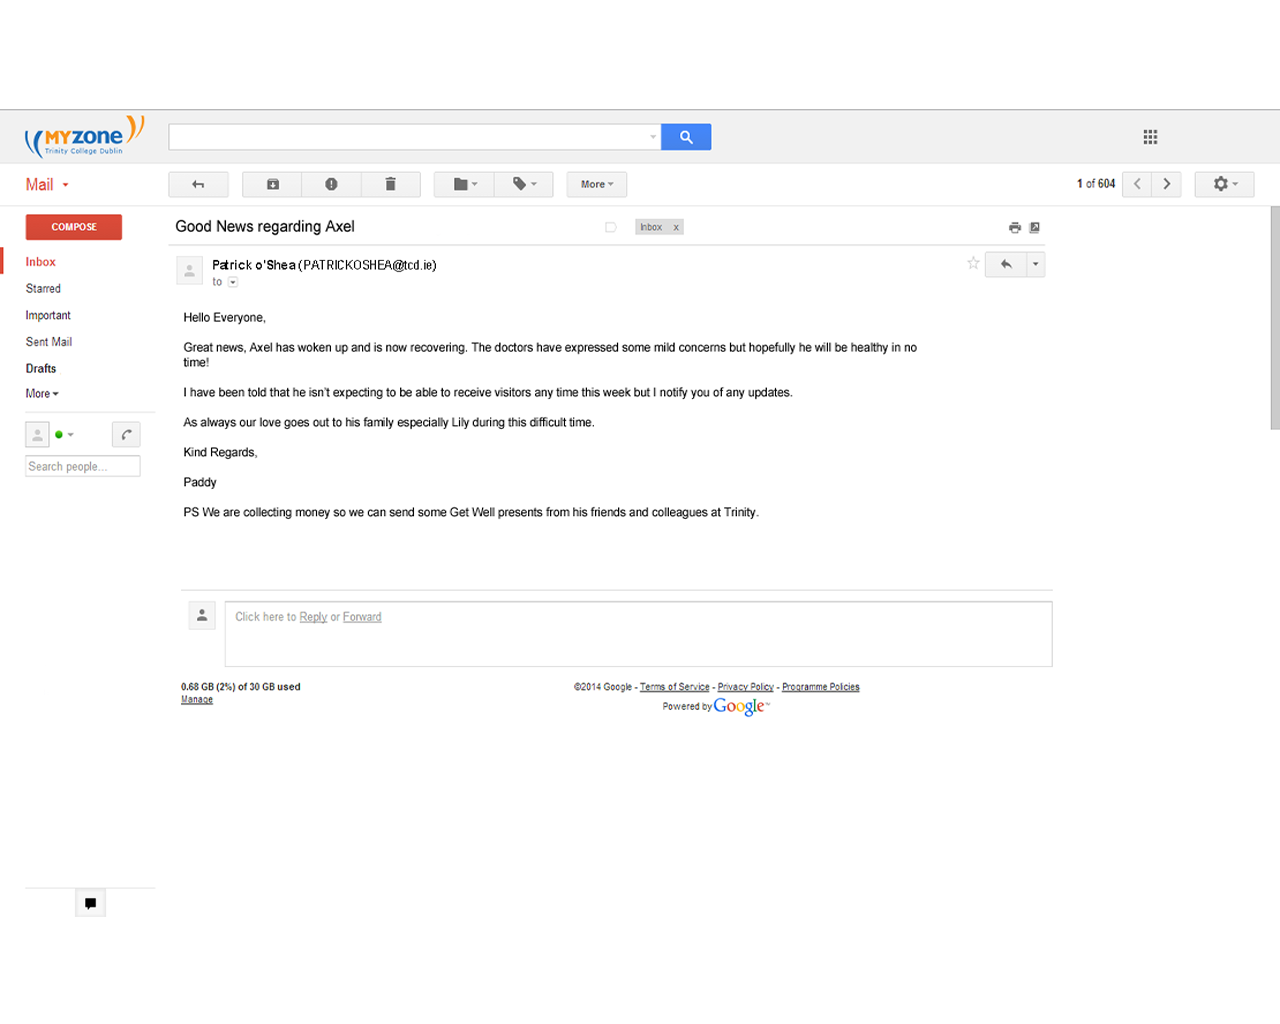 MYZONE
Trinity College Dublin
Mail
More
1 of 604
COMPOSE
Good News regarding Axel
Inbox x
Inbox
Starred
Important
Sent Mail
Drafts
More
Search people...
Patrick o'Shea (PATRICKOSHEA@tcd.ie)
to
Hello Everyone,
Great news, Axel has woken up and is now recovering. The doctors have expressed some mild concerns but hopefully he will be healthy in no
time!
I have been told that he isn't expecting to be able to receive visitors any time this week but I notify you of any updates.
As always our love goes out to his family especially Lily during this difficult time.
Kind Regards,
Paddy
PS We are collecting money so we can send some Get Well presents from his friends and colleagues at Trinity.
Click here to Reply or Forward
0.68 GB (2%) of 30 GB used
Manage
©2014 Google - Terms of Service - Privacy Policy - Programme Policies
Powered by Google™